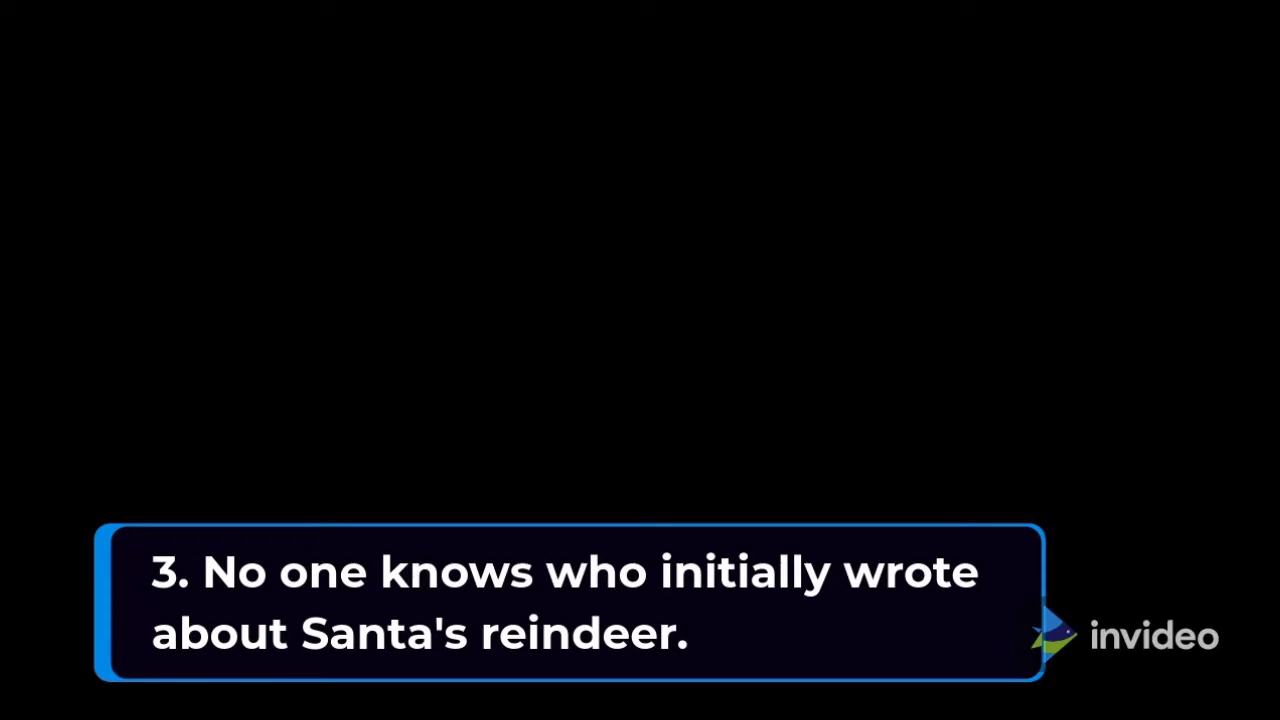 3. No one knows who initially wrote
about Santa's reindeer.
invideo